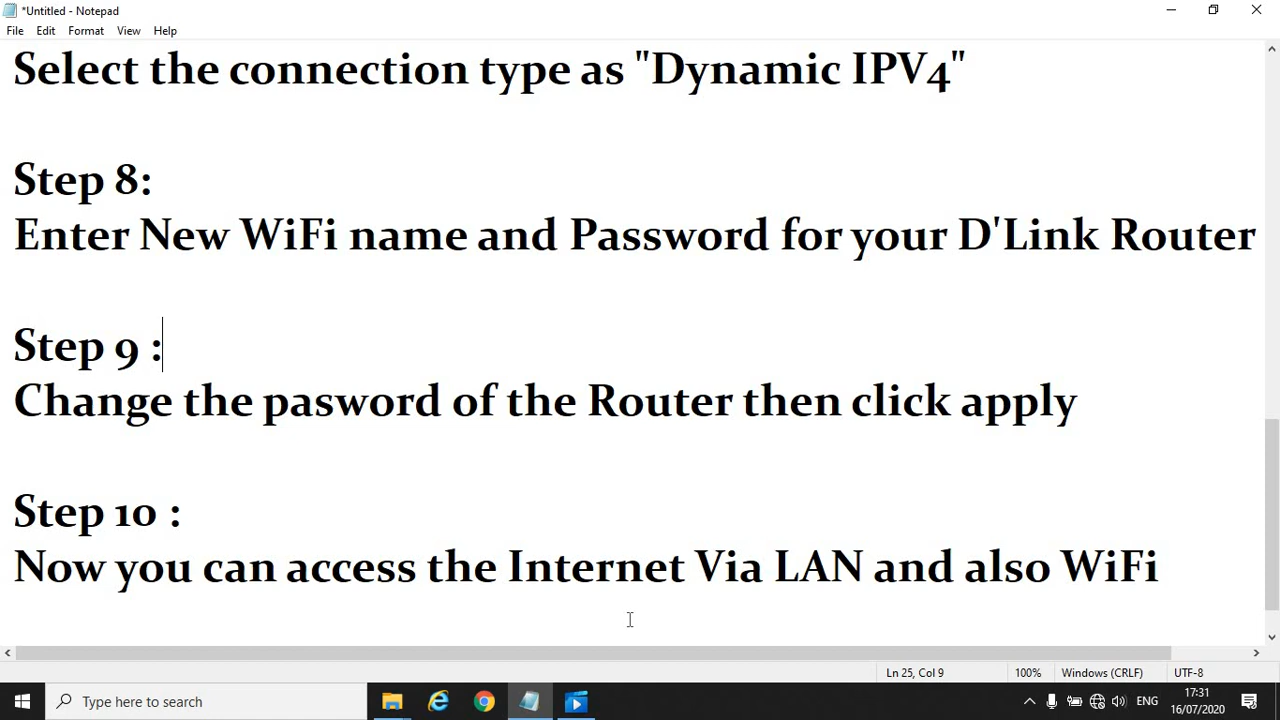 *Untitled - Notepad
File Edit Format View Help
Select the connection type as "Dynamic IPV4"
Step 8:
Enter New WiFi name and Password for your D'Link Router
Step 9 :
Change the pasword of the Router then click apply
Step 10 :
Now you can access the Internet Via LAN and also WiFi
Ln 25, Col 9 100% Windows (CRLF) UTF-8
Type here to search ENG 17:31
16/07/2020